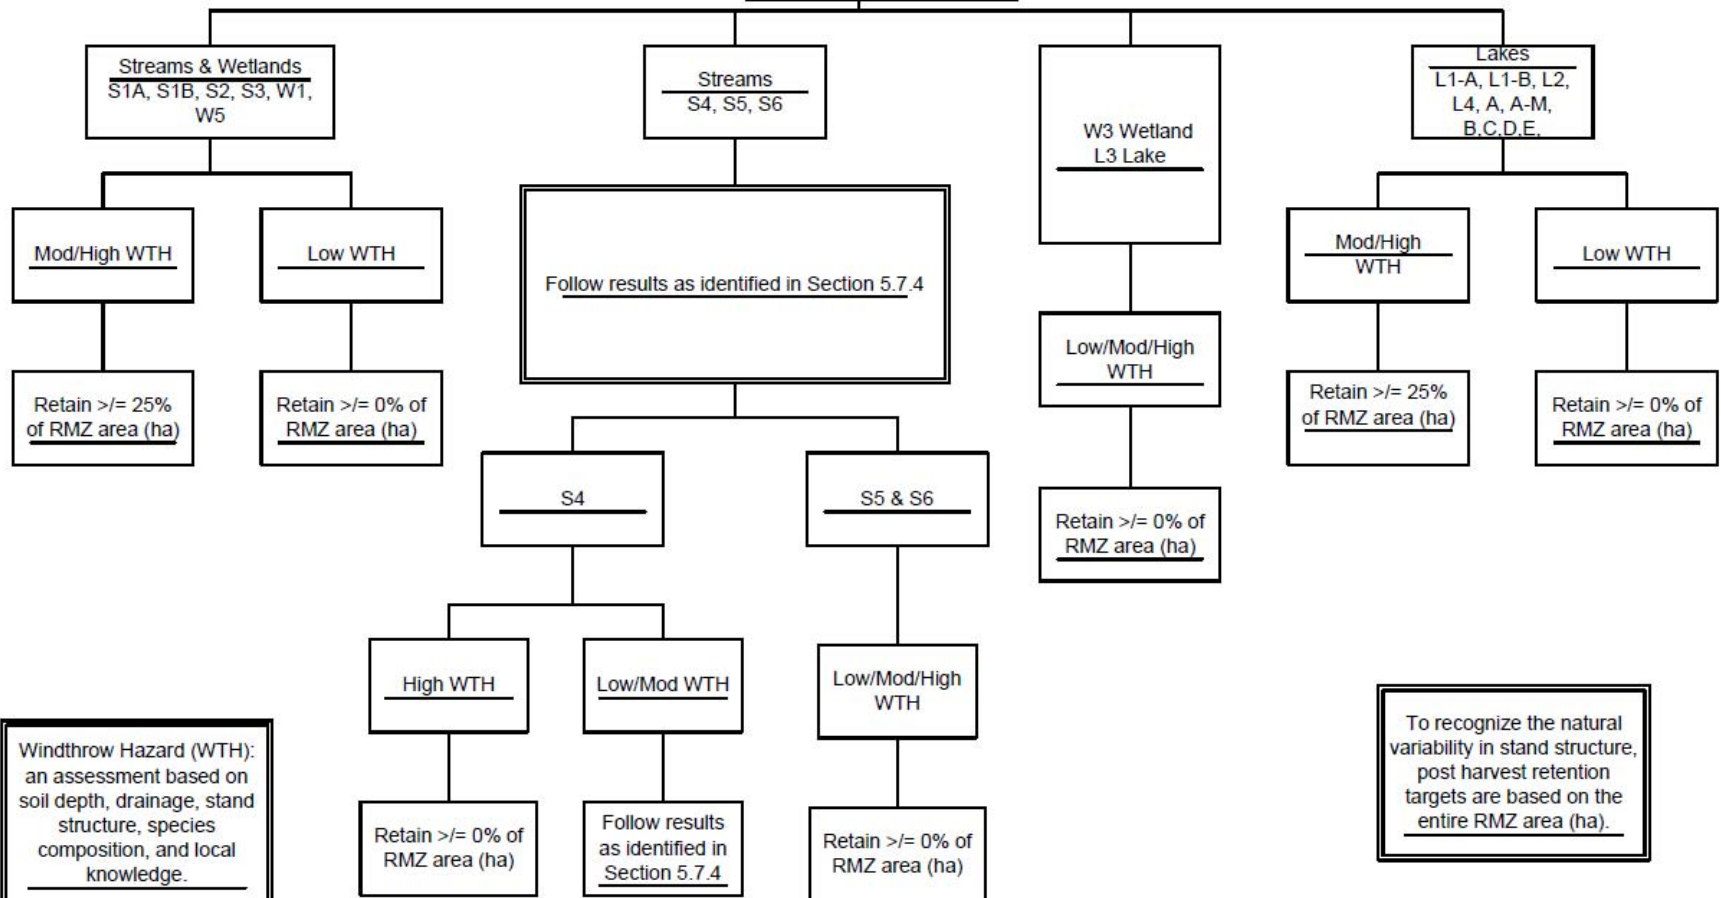 Streams & Wetlands
S1A, S1B, S2, S3, W1,
W5
Streams
S4, S5, S6
W3 Wetland
L3 Lake
Lakes
L1-A, L1-B, L2,
L4, A, A-M,
B,C,D,E,
Mod/High WTH
Low WTH
Follow results as identified in Section 5.7.4
Mod/High
WTH
Low WTH
Low/Mod/High
WTH
Retain >/= 25%
of RMZ area (ha)
Retain >/= 0% of
RMZ area (ha)
Retain >/= 25%
of RMZ area (ha)
Retain >/= 0% of
RMZ area (ha)
S4
S5 & S6
Retain >/= 0% of
RMZ area (ha)
High WTH
Low/Mod WTH
Low/Mod/High
WTH
Windthrow Hazard (WTH):
an assessment based on
soil depth, drainage, stand
structure, species
composition, and local
knowledge.
Retain >/= 0% of
RMZ area (ha)
Follow results
as identified in
Section 5.7.4
Retain >/= 0% of
RMZ area (ha)
To recognize the natural
variability in stand structure,
post harvest retention
targets are based on the
entire RMZ area (ha).